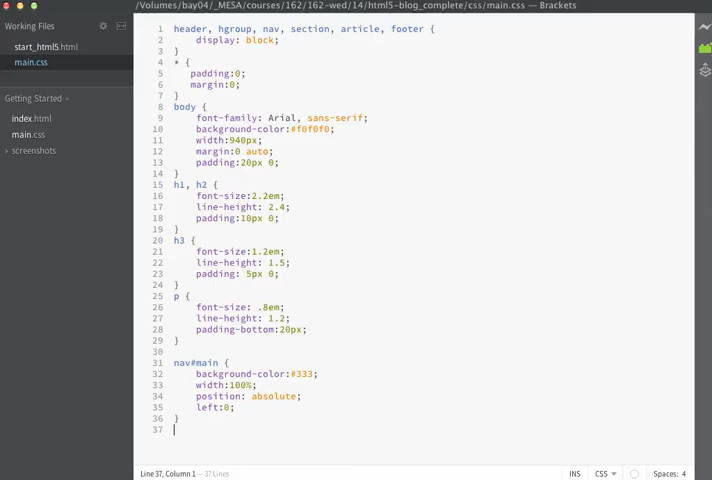 /Volumes/bay04/_MESA/courses/162/162-wed/14/html5-blog_complete/css/main.css — Brackets
Working Files
start_html5.html
main.css
Getting Started
index.html
main.css
screenshots
1 header, hgroup, nav, section, article, footer {
2 display: block;
3 }
4 * {
5 padding:0;
6 margin:0;
7 }
8 body {
9 font-family: Arial, sans-serif;
10 background-color:#f0f0f0;
11 width:940px;
12 margin:0 auto;
13 padding:20px 0;
14 }
15 h1, h2 {
16 font-size:2.2em;
17 line-height: 2.4;
18 padding:10px 0;
19 }
20 h3 {
21 font-size:1.2em;
22 line-height: 1.5;
23 padding: 5px 0;
24 }
25 p {
26 font-size: .8em;
27 line-height: 1.2;
28 padding-bottom:20px;
29 }
30
31 nav#main {
32 background-color:#333;
33 width:100%;
34 position: absolute;
35 left:0;
36 }
37
Line 37, Column 1 — 37 Lines
INS
CSS
Spaces: 4